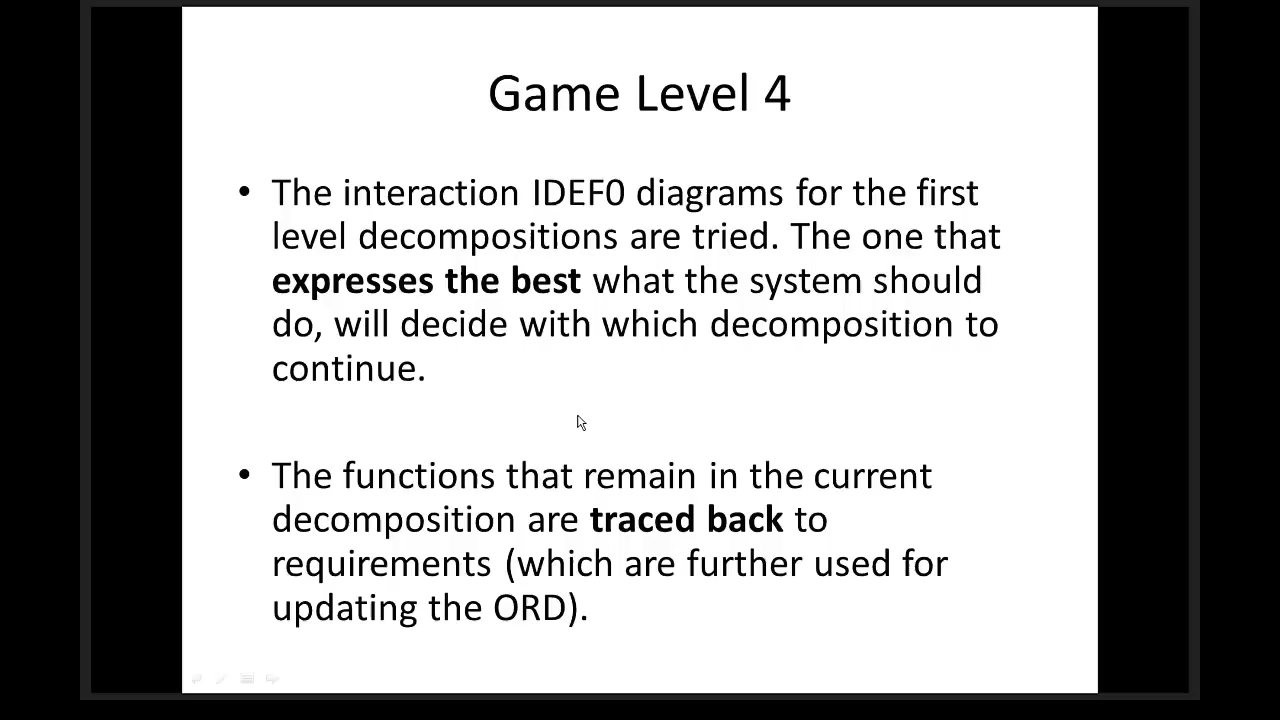 Game Level 4
• The interaction IDEF0 diagrams for the first
level decompositions are tried. The one that
expresses the best what the system should
do, will decide with which decomposition to
continue.
• The functions that remain in the current
decomposition are traced back to
requirements (which are further used for
updating the ORD).